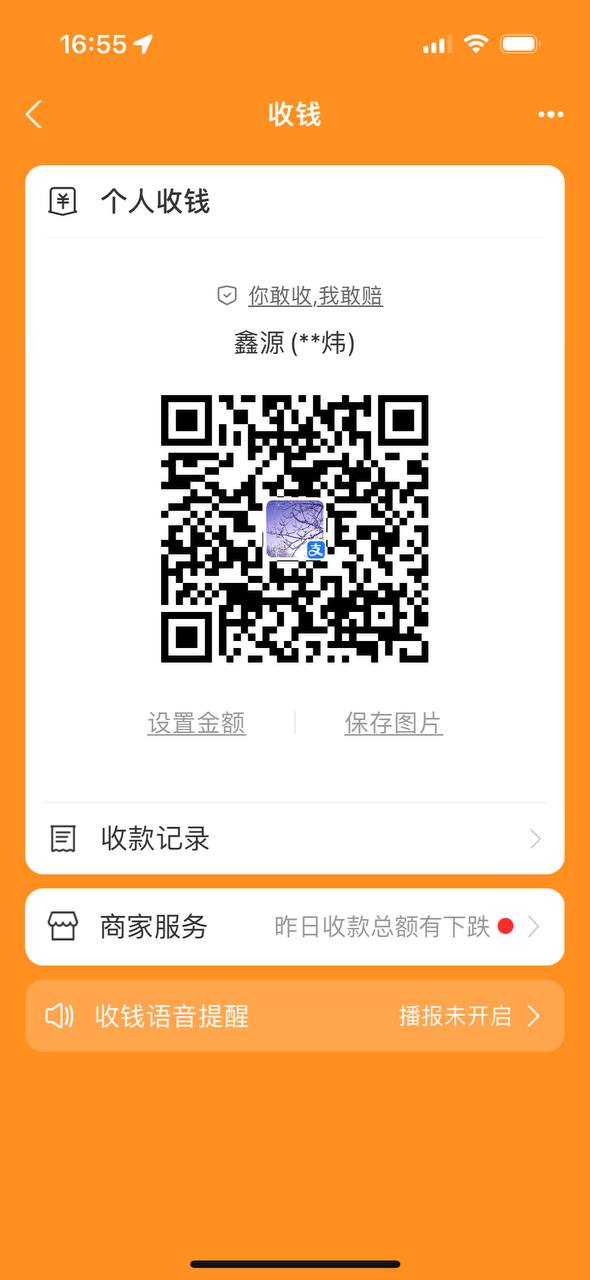 16:55
收钱
个人收钱
你敢收,我敢赔
鑫源 (**炜)
支
设置金额
保存图片
收款记录
商家服务 昨日收款总额有下跌
收钱语音提醒 播报未开启